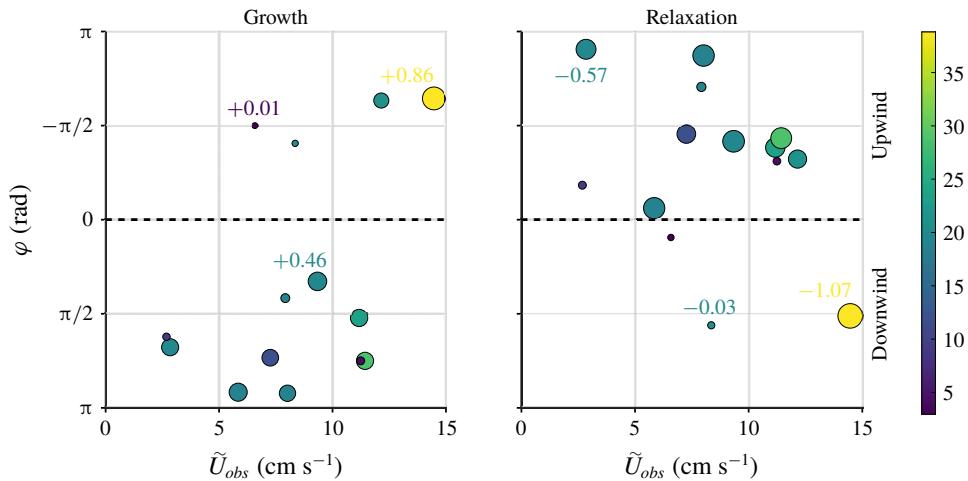 Growth
Relaxation
π
−π/2
0
π/2
π
φ (rad)
+0.86
+0.01
+0.46
0
5
10
15
Ũobs (cm s⁻¹)
−0.57
−1.07
−0.03
Upwind
Downwind
0
5
10
15
Ũobs (cm s⁻¹)
35
30
25
20
15
10
5